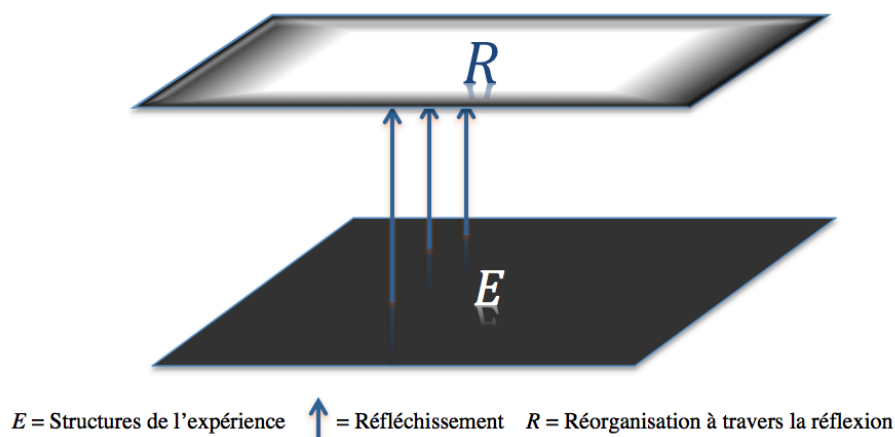 R
E
E = Structures de l’expérience = Réfléchissement R = Réorganisation à travers la réflexion